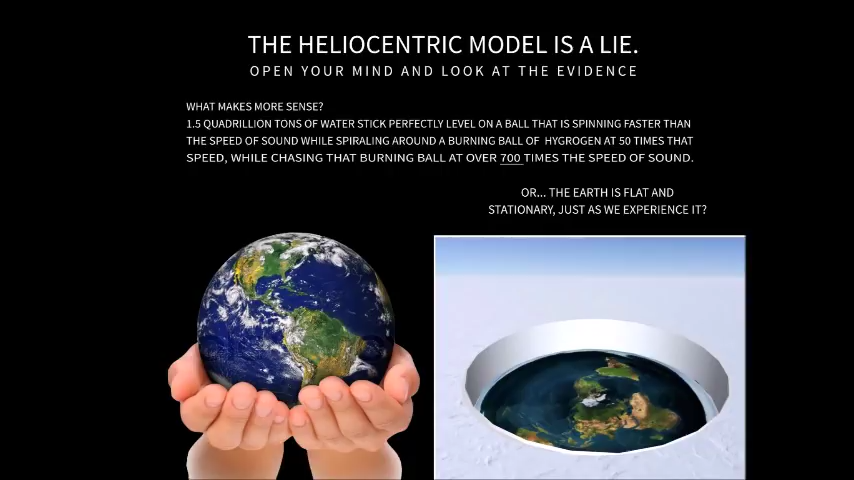 THE HELIOCENTRIC MODEL IS A LIE.
OPEN YOUR MIND AND LOOK AT THE EVIDENCE
WHAT MAKES MORE SENSE?
1.5 QUADRILLION TONS OF WATER STICK PERFECTLY LEVEL ON A BALL THAT IS SPINNING FASTER THAN
THE SPEED OF SOUND WHILE SPIRALING AROUND A BURNING BALL OF HYGROGEN AT 50 TIMES THAT
SPEED, WHILE CHASING THAT BURNING BALL AT OVER 700 TIMES THE SPEED OF SOUND.
OR... THE EARTH IS FLAT AND
STATIONARY, JUST AS WE EXPERIENCE IT?